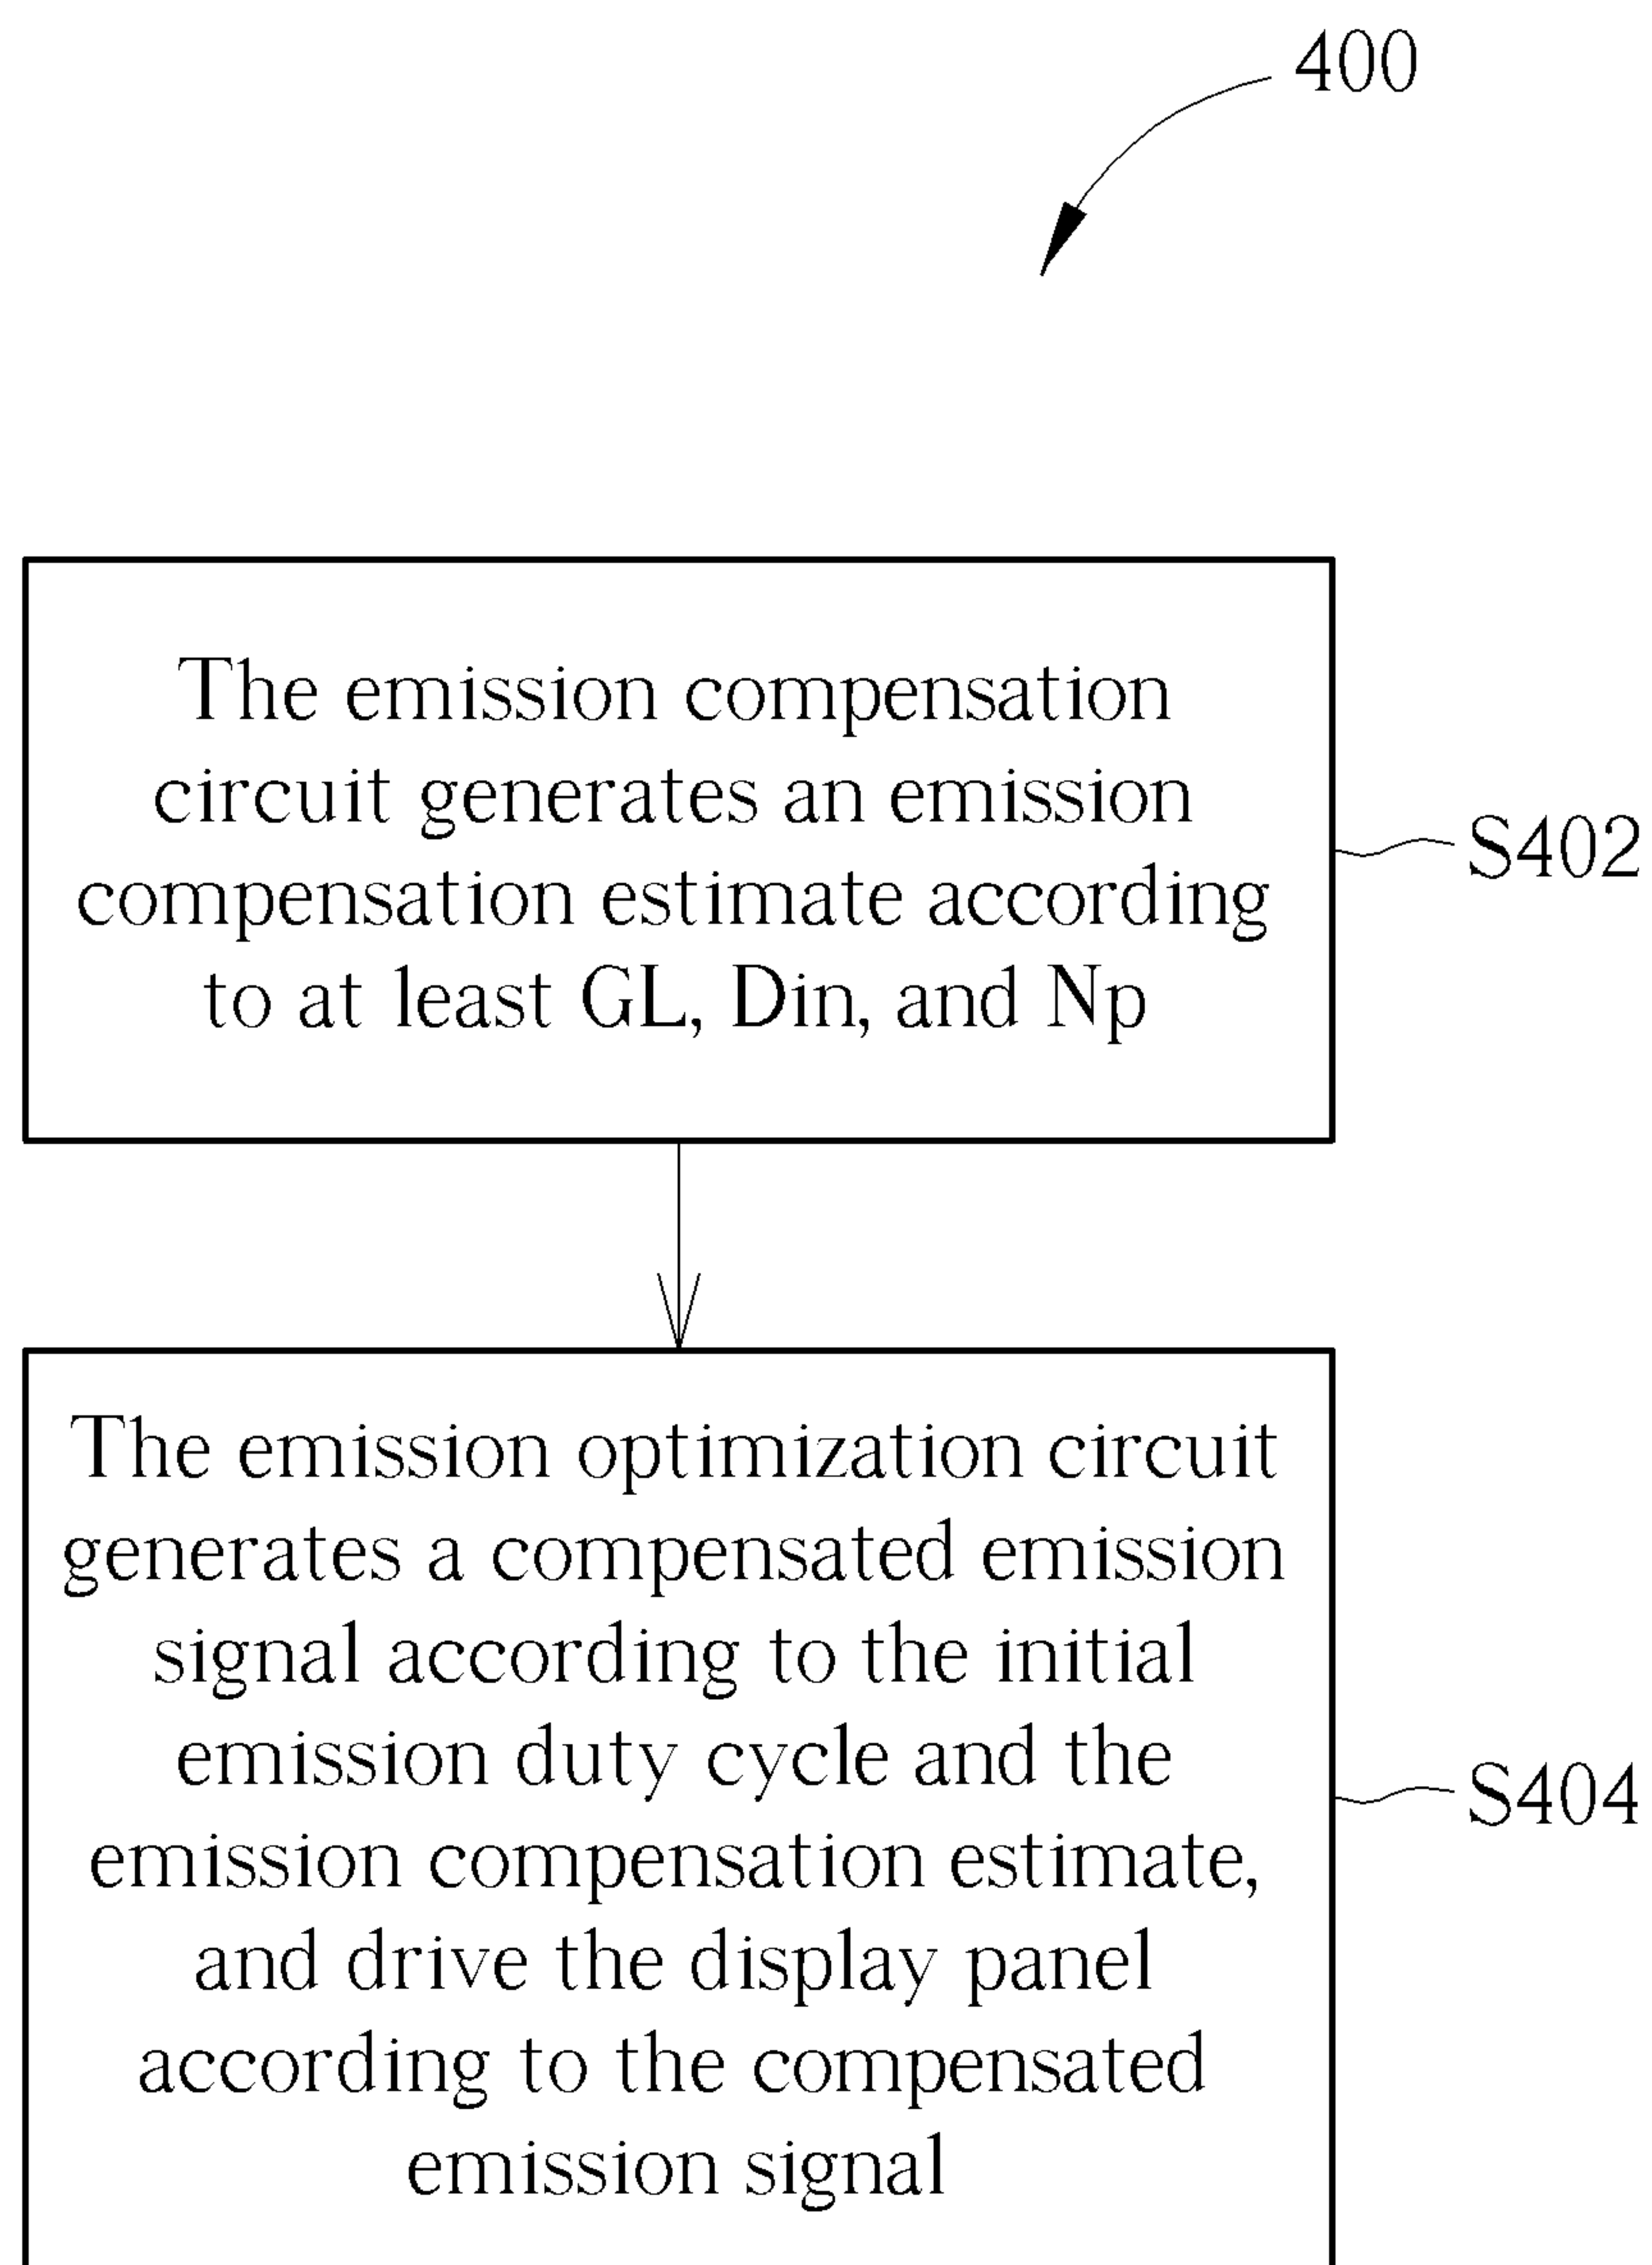 400
The emission compensation
circuit generates an emission
compensation estimate according
to at least GL, Din, and Np
S402
The emission optimization circuit
generates a compensated emission
signal according to the initial
emission duty cycle and the
emission compensation estimate,
and drive the display panel
according to the compensated
emission signal
S404